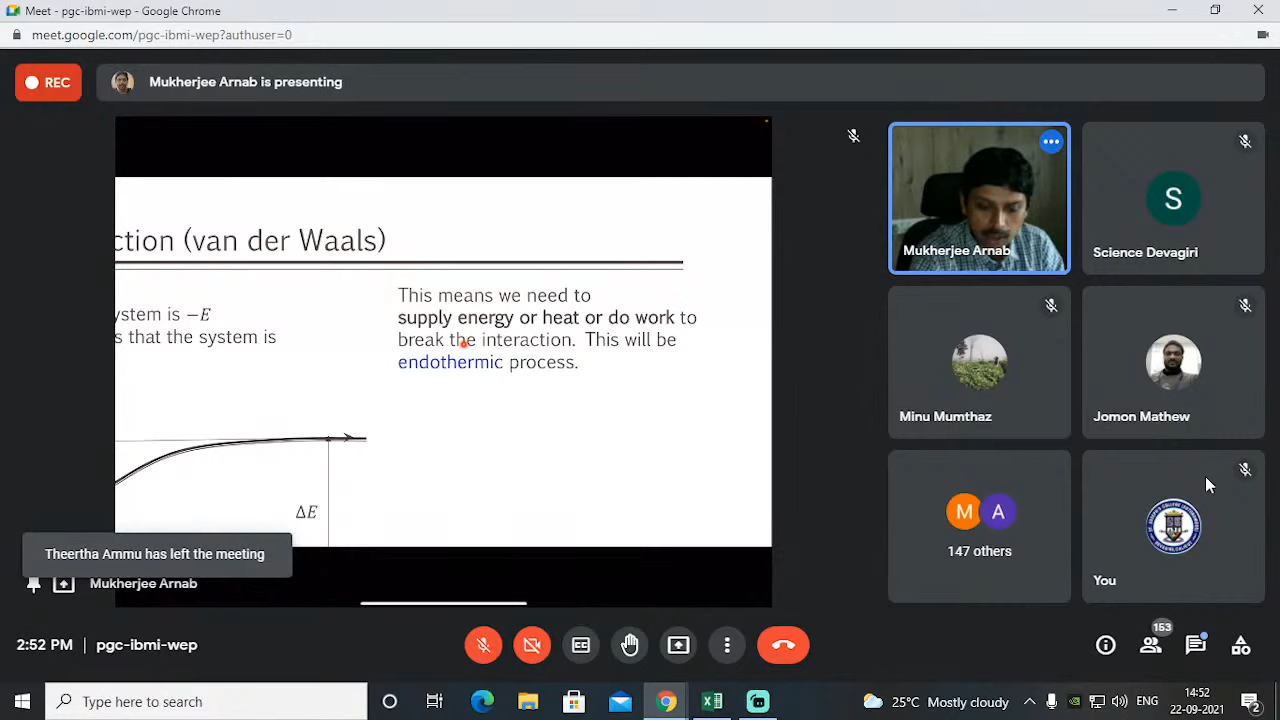 Meet - pgc-ibmi-wep - Google Chrome
meet.google.com/pgc-ibmi-wep?authuser=0
REC
Mukherjee Arnab is presenting
ction (van der Waals)
ystem is −E
s that the system is
This means we need to
supply energy or heat or do work to
break the interaction. This will be
endothermic process.
ΔE
Mukherjee Arnab
S
Science Devagiri
Minu Mumthaz
Jomon Mathew
M A
147 others
You
Theertha Ammu has left the meeting
Mukherjee Arnab
2:52 PM | pgc-ibmi-wep
153
Type here to search
25°C Mostly cloudy
ENG
14:52
22-09-2021
2